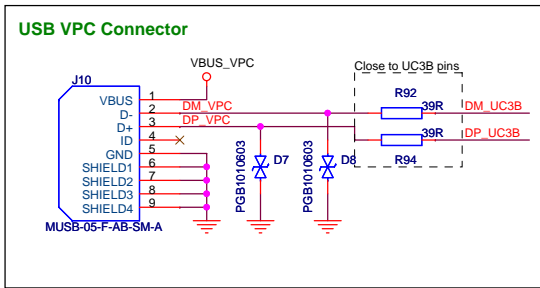 USB VPC Connector
VBUS_VPC
Close to UC3B pins
J10
R92
VBUS 1
DM_VPC
39R
DM_UC3B
D- 2
DP_VPC
D+ 3
39R
DP_UC3B
ID 4
GND 5
R94
SHIELD1 6
D7
D8
SHIELD2 7
SHIELD3 8
SHIELD4 9
PGB1010603
PGB1010603
MUSB-05-F-AB-SM-A